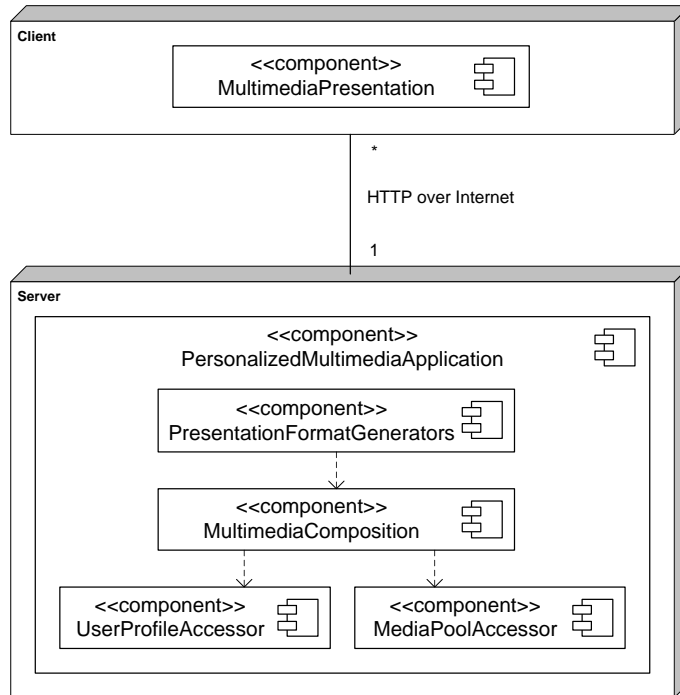 Client
<<component>>
MultimediaPresentation
*
HTTP over Internet
1
Server
<<component>>
PersonalizedMultimediaApplication
<<component>>
PresentationFormatGenerators
<<component>>
MultimediaComposition
<<component>>
UserProfileAccessor
<<component>>
MediaPoolAccessor